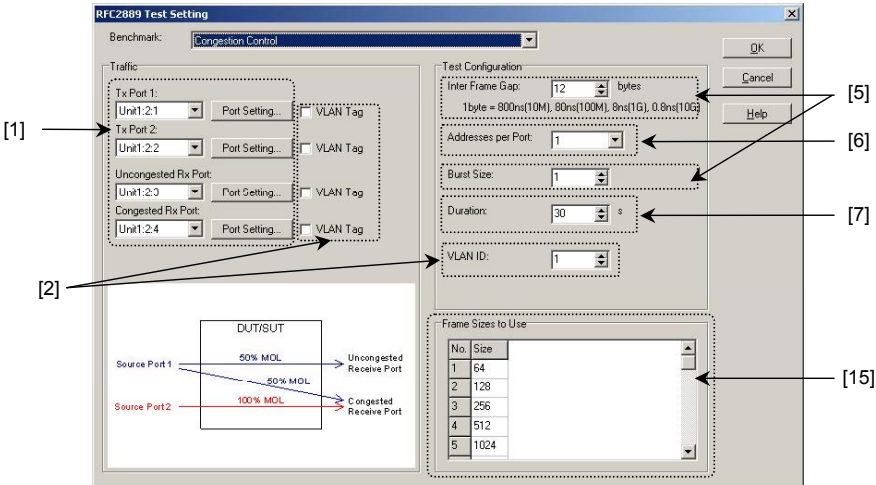 RFC2889 Test Setting
Benchmark: Congestion Control
OK
Cancel
Help
Traffic
Tx Port 1:
Unit1:2:1 Port Setting... VLAN Tag
Tx Port 2:
Unit1:2:2 Port Setting... VLAN Tag
Uncongested Rx Port:
Unit1:2:3 Port Setting... VLAN Tag
Congested Rx Port:
Unit1:2:4 Port Setting... VLAN Tag
[1]
[2]
DUT/SUT
Source Port 1
50% MOL
Uncongested
Receive Port
50% MOL
Source Port2
100% MOL
Congested
Receive Port
Test Configuration
Inter Frame Gap: 12 bytes
1byte = 800ns(10M), 80ns(100M), 8ns(1G), 0.8ns(10G)
[5]
Addresses per Port: 1
[6]
Burst Size: 1
Duration: 30 s
[7]
VLAN ID: 1
Frame Sizes to Use
No. Size
1 64
2 128
3 256
4 512
5 1024
[15]